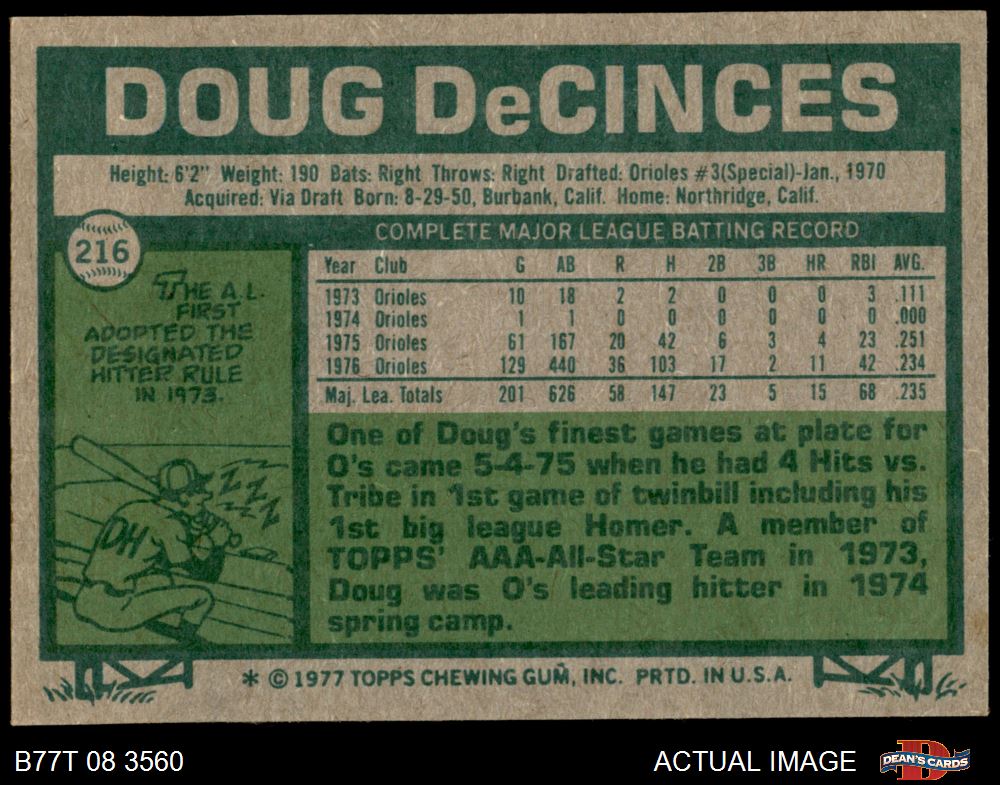 DOUG DeCINCES
Height: 6'2" Weight: 190 Bats: Right Throws: Right Drafted: Orioles #3(Special)-Jan., 1970
Acquired: Via Draft Born: 8-29-50, Burbank, Calif. Home: Northridge, Calif.
216
COMPLETE MAJOR LEAGUE BATTING RECORD
Year Club G AB R H 2B 3B HR RBI AVG.
1973 Orioles 10 18 2 2 0 0 0 3 .111
1974 Orioles 1 1 0 0 0 0 0 0 .000
1975 Orioles 61 167 20 42 6 3 4 23 .251
1976 Orioles 129 440 36 103 17 2 11 42 .234
Maj. Lea. Totals 201 626 58 147 23 5 15 68 .235
THE A.L.
FIRST
ADOPTED THE
DESIGNATED
HITTER RULE
IN 1973.
ZZZ
ZZZ
DH
One of Doug's finest games at plate for
O's came 5-4-75 when he had 4 Hits vs.
Tribe in 1st game of twinbill including his
1st big league Homer. A member of
TOPPS' AAA-All-Star Team in 1973,
Doug was O's leading hitter in 1974
spring camp.
* © 1977 TOPPS CHEWING GUM, INC. PRTD. IN U.S.A.
B77T 08 3560
ACTUAL IMAGE
D
DEAN'S CARDS